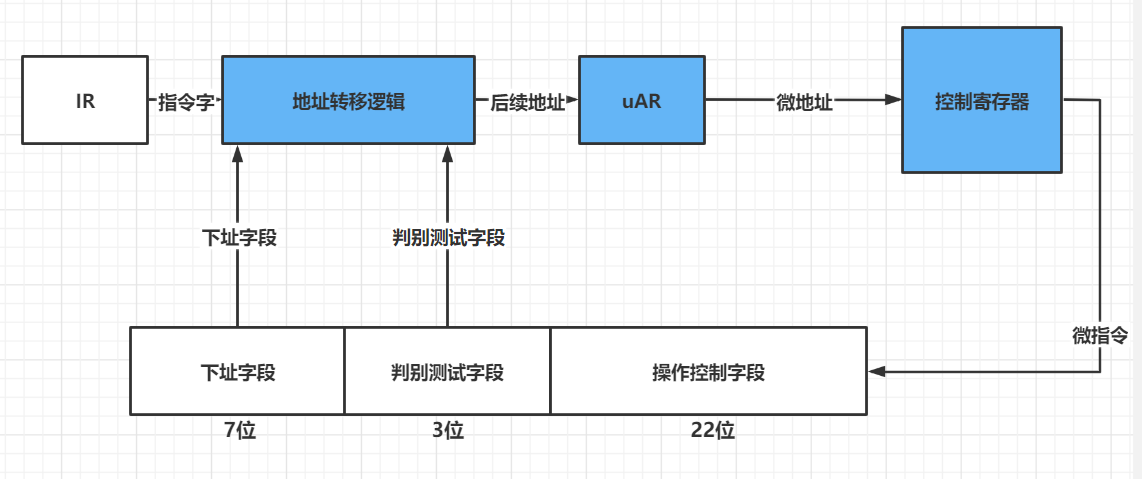 IR
指令字
地址转移逻辑
后续地址
uAR
微地址
控制寄存器
下址字段
判别测试字段
微指令
下址字段
判别测试字段
操作控制字段
7位
3位
22位